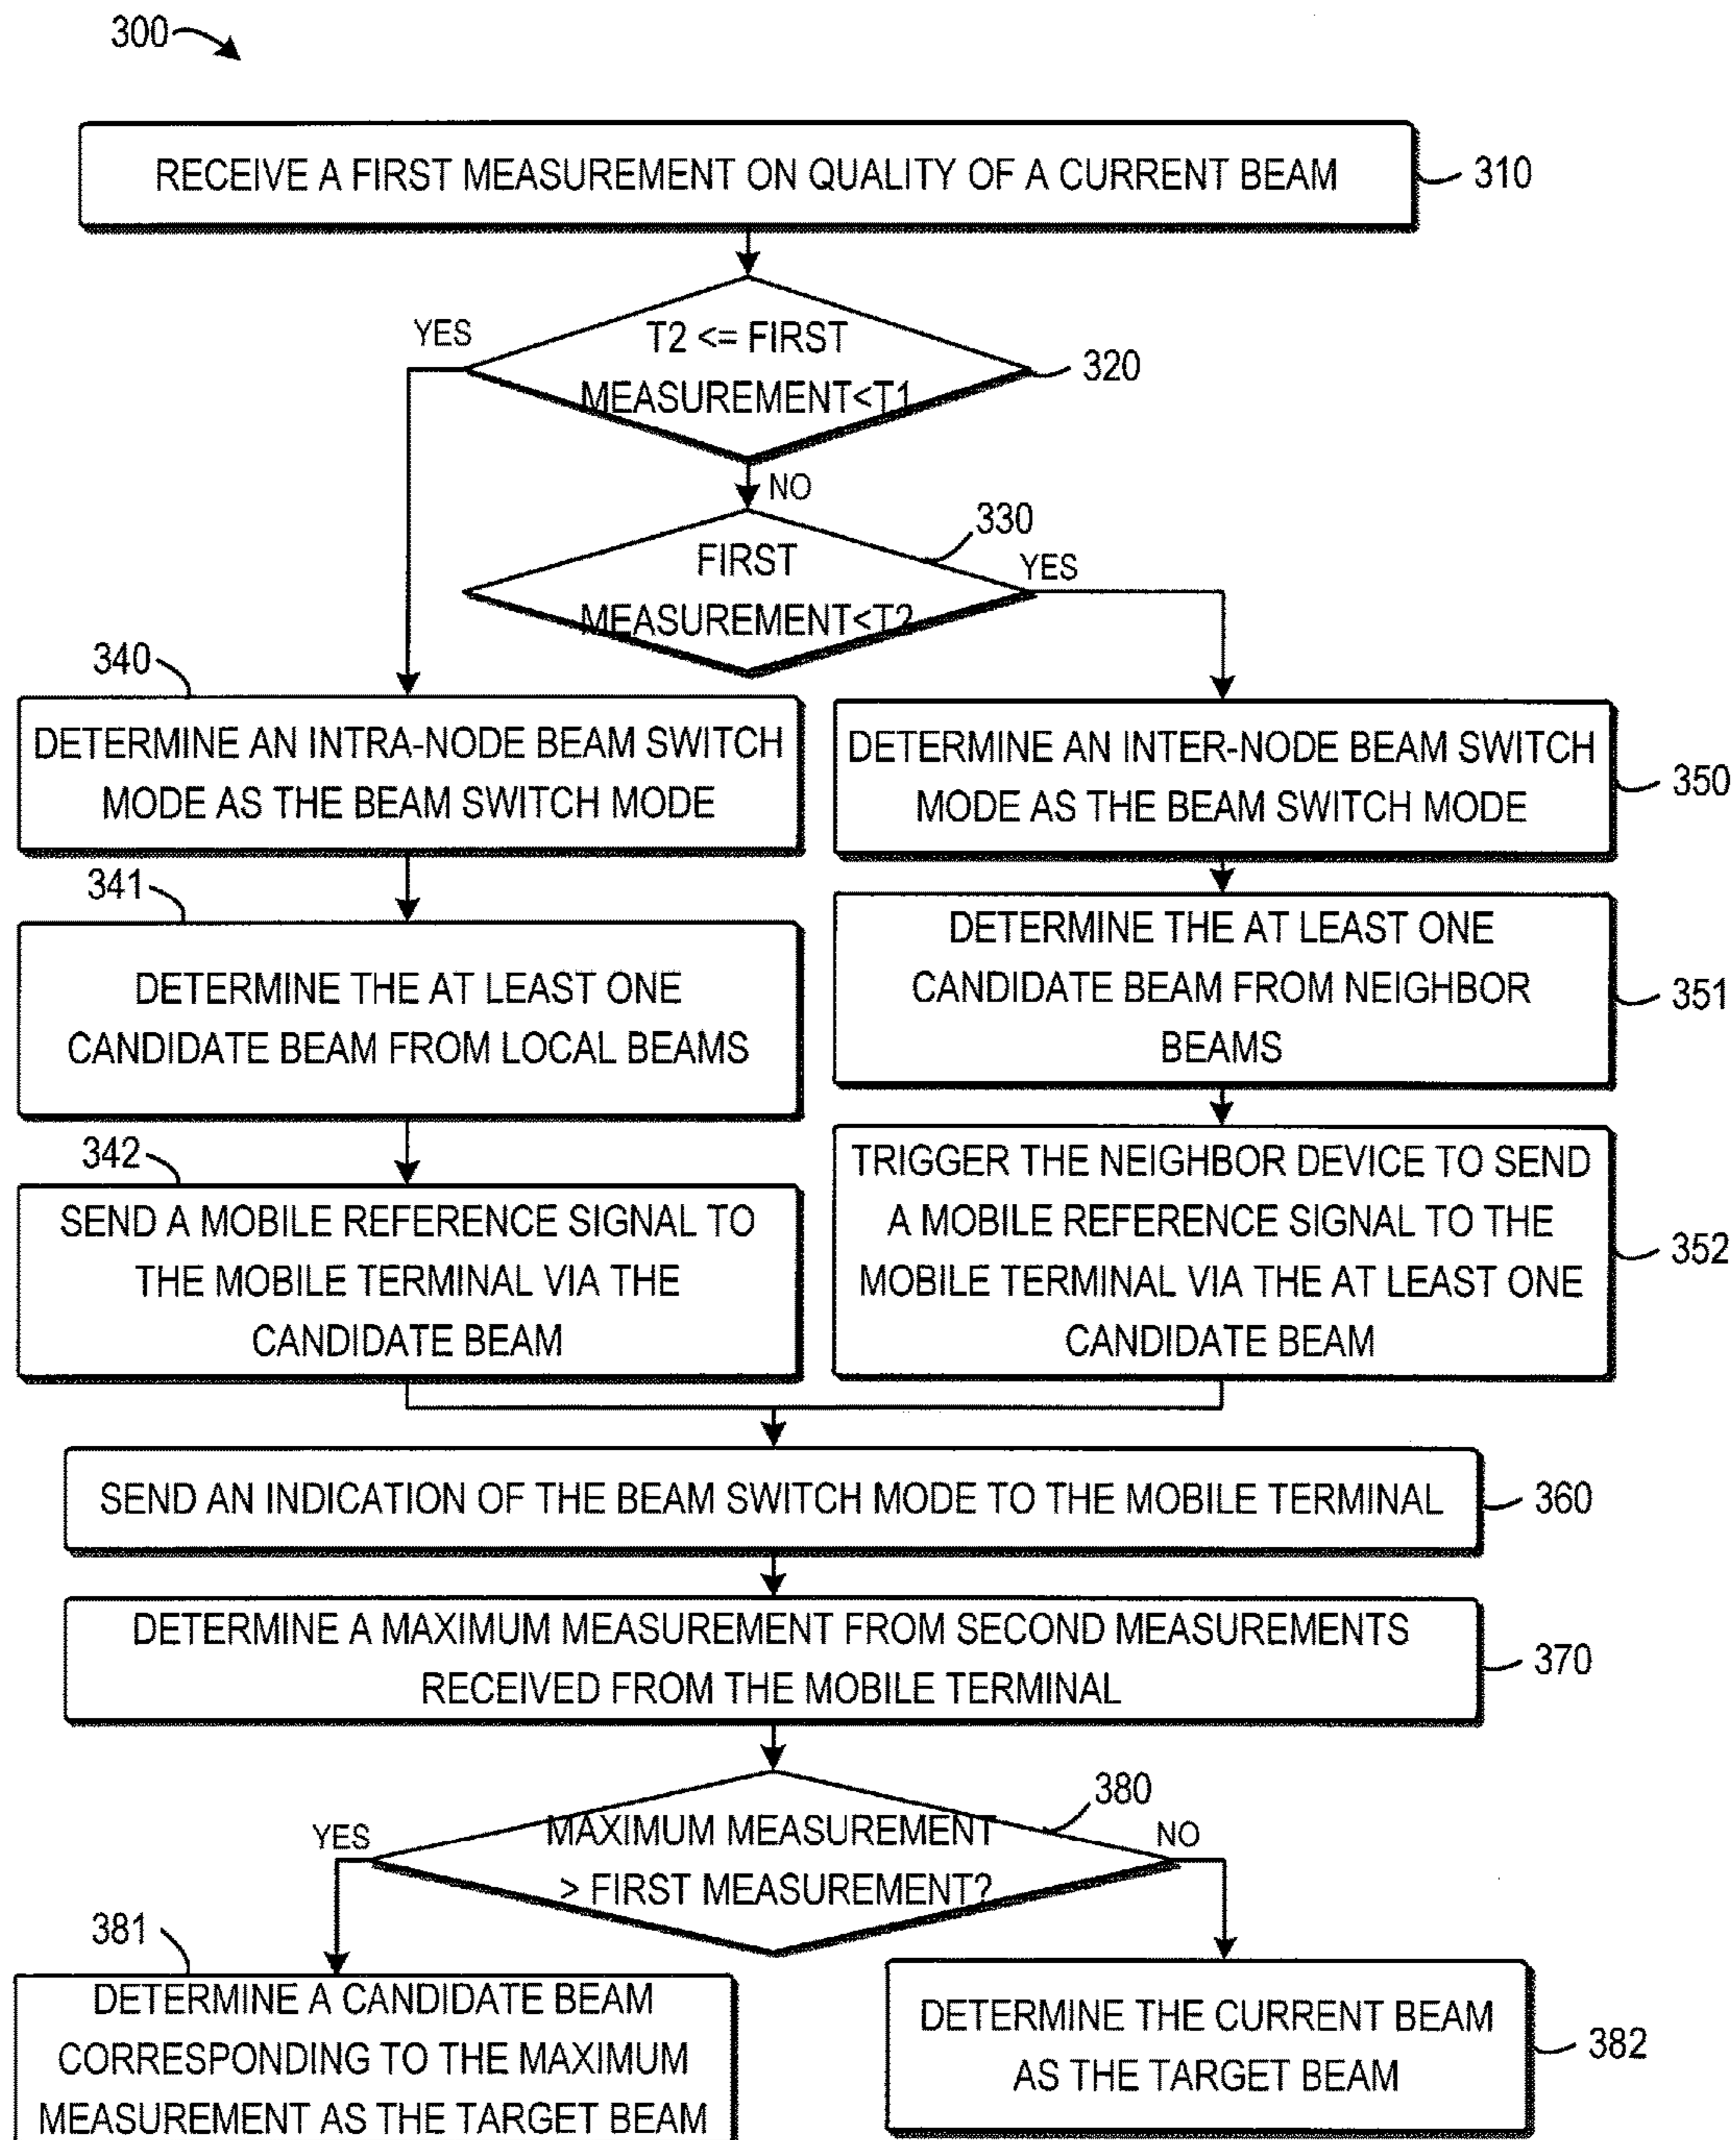 300
RECEIVE A FIRST MEASUREMENT ON QUALITY OF A CURRENT BEAM
310
T2 <= FIRST
MEASUREMENT<T1
320
YES
NO
FIRST
MEASUREMENT<T2
330
YES
340
DETERMINE AN INTRA-NODE BEAM SWITCH
MODE AS THE BEAM SWITCH MODE
DETERMINE AN INTER-NODE BEAM SWITCH
MODE AS THE BEAM SWITCH MODE
350
341
DETERMINE THE AT LEAST ONE
CANDIDATE BEAM FROM LOCAL BEAMS
DETERMINE THE AT LEAST ONE
CANDIDATE BEAM FROM NEIGHBOR
BEAMS
351
342
SEND A MOBILE REFERENCE SIGNAL TO
THE MOBILE TERMINAL VIA THE
CANDIDATE BEAM
TRIGGER THE NEIGHBOR DEVICE TO SEND
A MOBILE REFERENCE SIGNAL TO THE
MOBILE TERMINAL VIA THE AT LEAST ONE
CANDIDATE BEAM
352
SEND AN INDICATION OF THE BEAM SWITCH MODE TO THE MOBILE TERMINAL
360
DETERMINE A MAXIMUM MEASUREMENT FROM SECOND MEASUREMENTS
RECEIVED FROM THE MOBILE TERMINAL
370
MAXIMUM MEASUREMENT
> FIRST MEASUREMENT?
380
YES
NO
381
DETERMINE A CANDIDATE BEAM
CORRESPONDING TO THE MAXIMUM
MEASUREMENT AS THE TARGET BEAM
DETERMINE THE CURRENT BEAM
AS THE TARGET BEAM
382